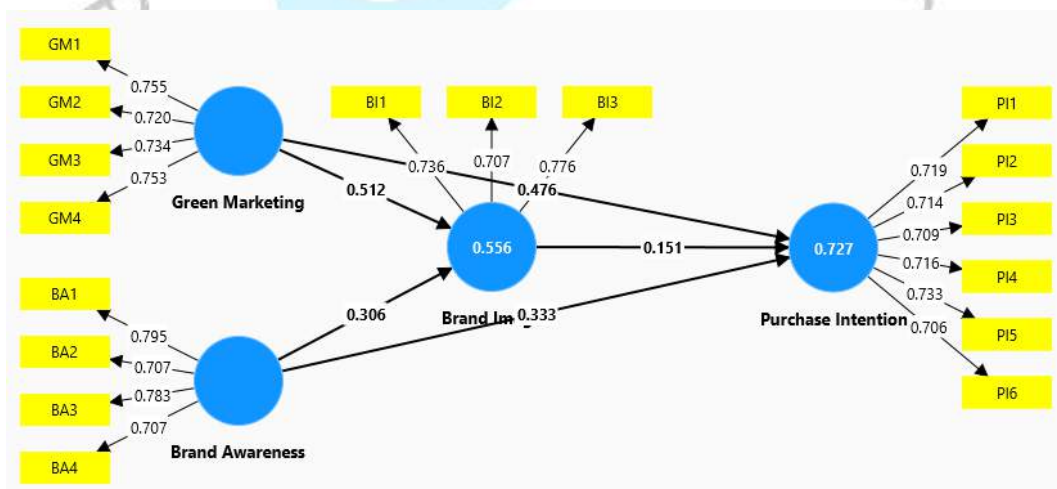 GM1
GM2
GM3
GM4
0.755
0.720
0.734
0.753
Green Marketing
BI1
BI2
BI3
0.736
0.707
0.776
0.512
0.476
0.556
0.151
0.306
0.333
Brand
BA1
BA2
BA3
BA4
0.795
0.707
0.783
0.707
Brand Awareness
0.727
Purchase Intention
PI1
PI2
PI3
PI4
PI5
PI6
0.719
0.714
0.709
0.716
0.733
0.706